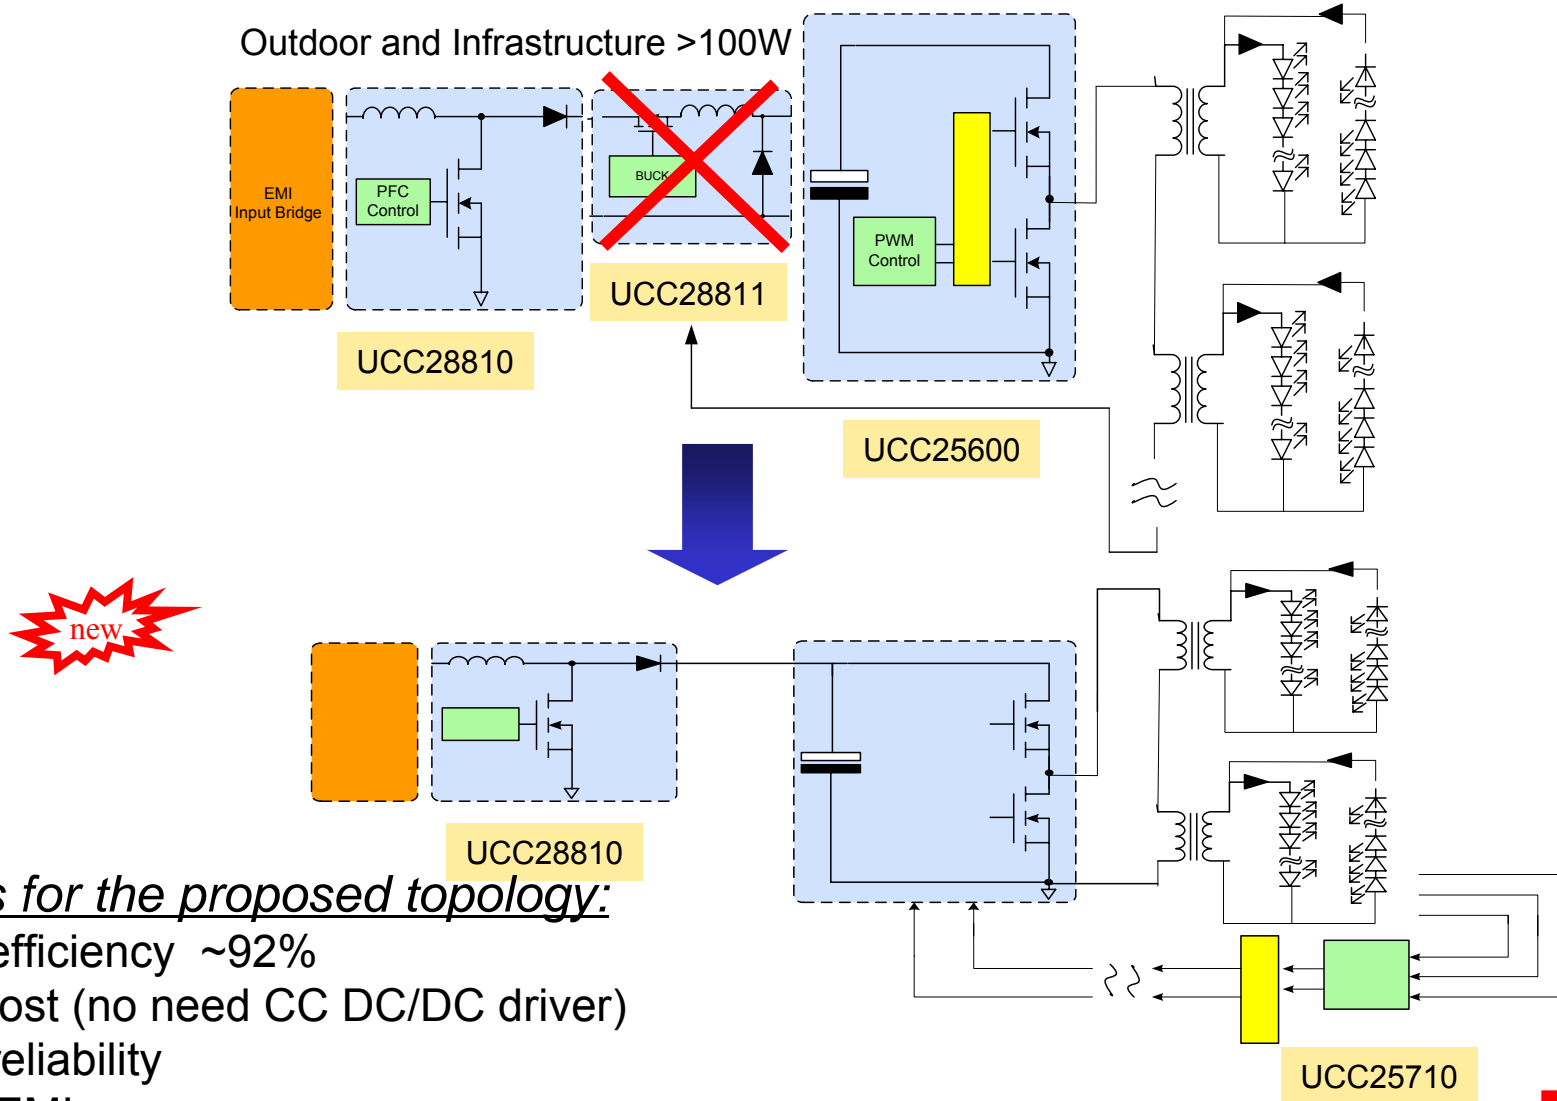 Outdoor and Infrastructure >100W
EMI
Input Bridge
PFC
Control
BUCK
PWM
Control
UCC28811
UCC28810
UCC25600
new
UCC28810
s for the proposed topology:
efficiency ~92%
ost (no need CC DC/DC driver)
reliability
UCC25710